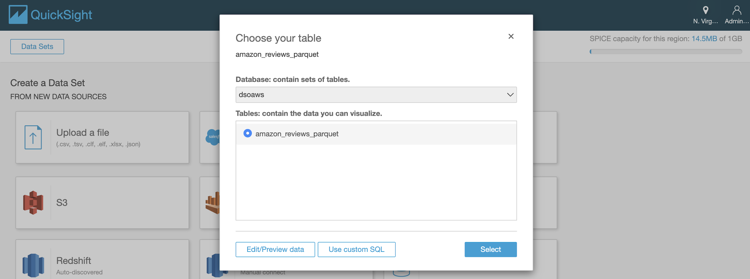 QuickSight
N. Virg...
Admin...
Data Sets
SPICE capacity for this region: 14.5MB of 1GB
Create a Data Set
FROM NEW DATA SOURCES
Upload a file
(.csv, .tsv, .clf, .elf, .xlsx, .json)
S3
Redshift
Auto-discovered
Manual connect
Choose your table
amazon_reviews_parquet
Database: contain sets of tables.
dsoaws
Tables: contain the data you can visualize.
amazon_reviews_parquet
Edit/Preview data
Use custom SQL
Select